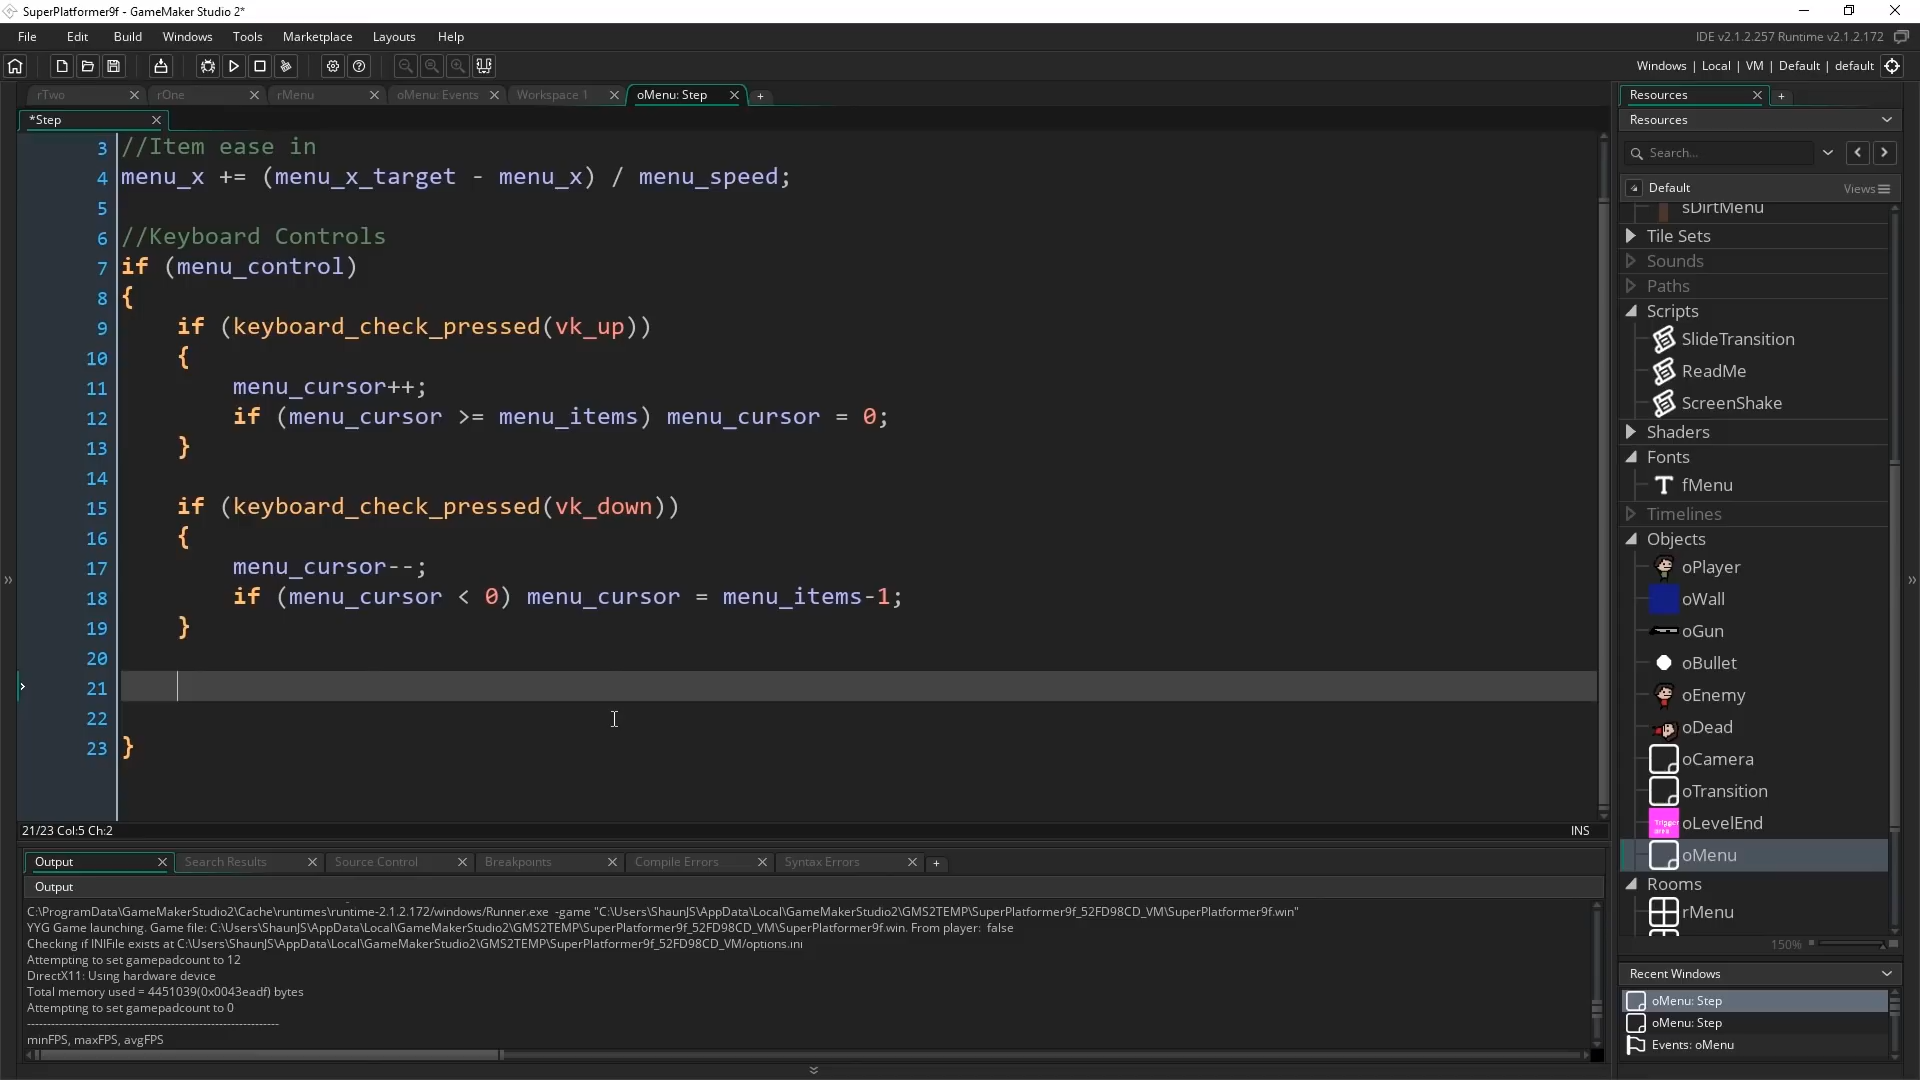 SuperPlatformer9f - GameMaker Studio 2*
File Edit Build Windows Tools Marketplace Layouts Help
IDE v2.1.2.257 Runtime v2.1.2.172
Windows | Local | VM | Default | default
rTwo rOne rMenu oMenu: Events Workspace 1 oMenu: Step
*Step
3 //Item ease in
4 menu_x += (menu_x_target - menu_x) / menu_speed;
5
6 //Keyboard Controls
7 if (menu_control)
8 {
9 if (keyboard_check_pressed(vk_up))
10 {
11 menu_cursor++;
12 if (menu_cursor >= menu_items) menu_cursor = 0;
13 }
14
15 if (keyboard_check_pressed(vk_down))
16 {
17 menu_cursor--;
18 if (menu_cursor < 0) menu_cursor = menu_items-1;
19 }
20
21
22
23 }
21/23 Col:5 Ch:2 INS
Output Search Results Source Control Breakpoints Compile Errors Syntax Errors
Output
C:\ProgramData\GameMakerStudio2\Cache\runtimes\runtime-2.1.2.172/windows/Runner.exe -game "C:\Users\ShaunJS\AppData\Local\GameMakerStudio2\GMS2TEMP\SuperPlatformer9f_52FD98CD_VM\SuperPlatformer9f.win"
YYG Game launching. Game file: C:\Users\ShaunJS\AppData\Local\GameMakerStudio2\GMS2TEMP\SuperPlatformer9f_52FD98CD_VM\SuperPlatformer9f.win. From player: false
Checking if INIFile exists at C:\Users\ShaunJS\AppData\Local\GameMakerStudio2\GMS2TEMP\SuperPlatformer9f_52FD98CD_VM/options.ini
Attempting to set gamepadcount to 12
DirectX11: Using hardware device
Total memory used = 4451039(0x0043eadf) bytes
Attempting to set gamepadcount to 0
minFPS, maxFPS, avgFPS
Resources
Resources
Search...
Default Views
sDirtMenu
Tile Sets
Sounds
Paths
Scripts
SlideTransition
ReadMe
ScreenShake
Shaders
Fonts
fMenu
Timelines
Objects
oPlayer
oWall
oGun
oBullet
oEnemy
oDead
oCamera
oTransition
oLevelEnd
oMenu
Rooms
rMenu
150%
Recent Windows
oMenu: Step
oMenu: Step
Events: oMenu